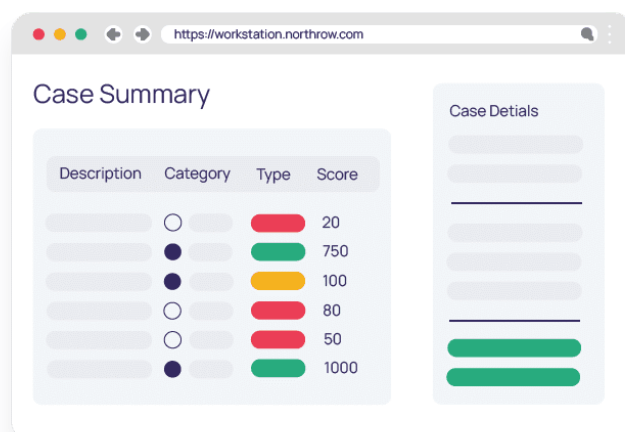 https://workstation.northrow.com
Case Summary
Description Category Type Score
20
750
100
80
50
1000
Case Detials